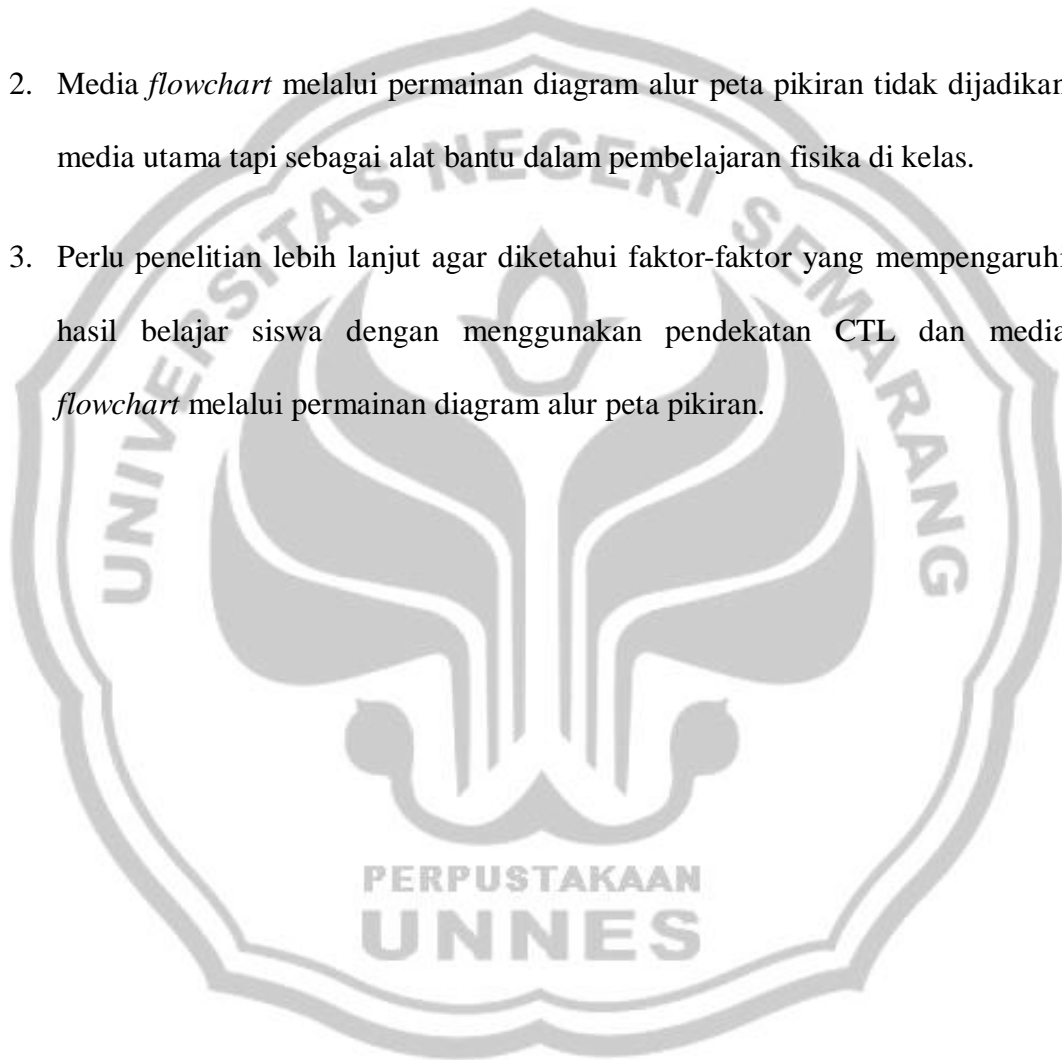 2. Media flowchart melalui permainan diagram alur peta pikiran tidak dijadikan
media utama tapi sebagai alat bantu dalam pembelajaran fisika di kelas.
3. Perlu penelitian lebih lanjut agar diketahui faktor-faktor yang mempengaruhi
hasil belajar siswa dengan menggunakan pendekatan CTL dan media
flowchart melalui permainan diagram alur peta pikiran.
UNIVERSITAS NEGERI SEMARANG
PERPUSTAKAAN
UNNES